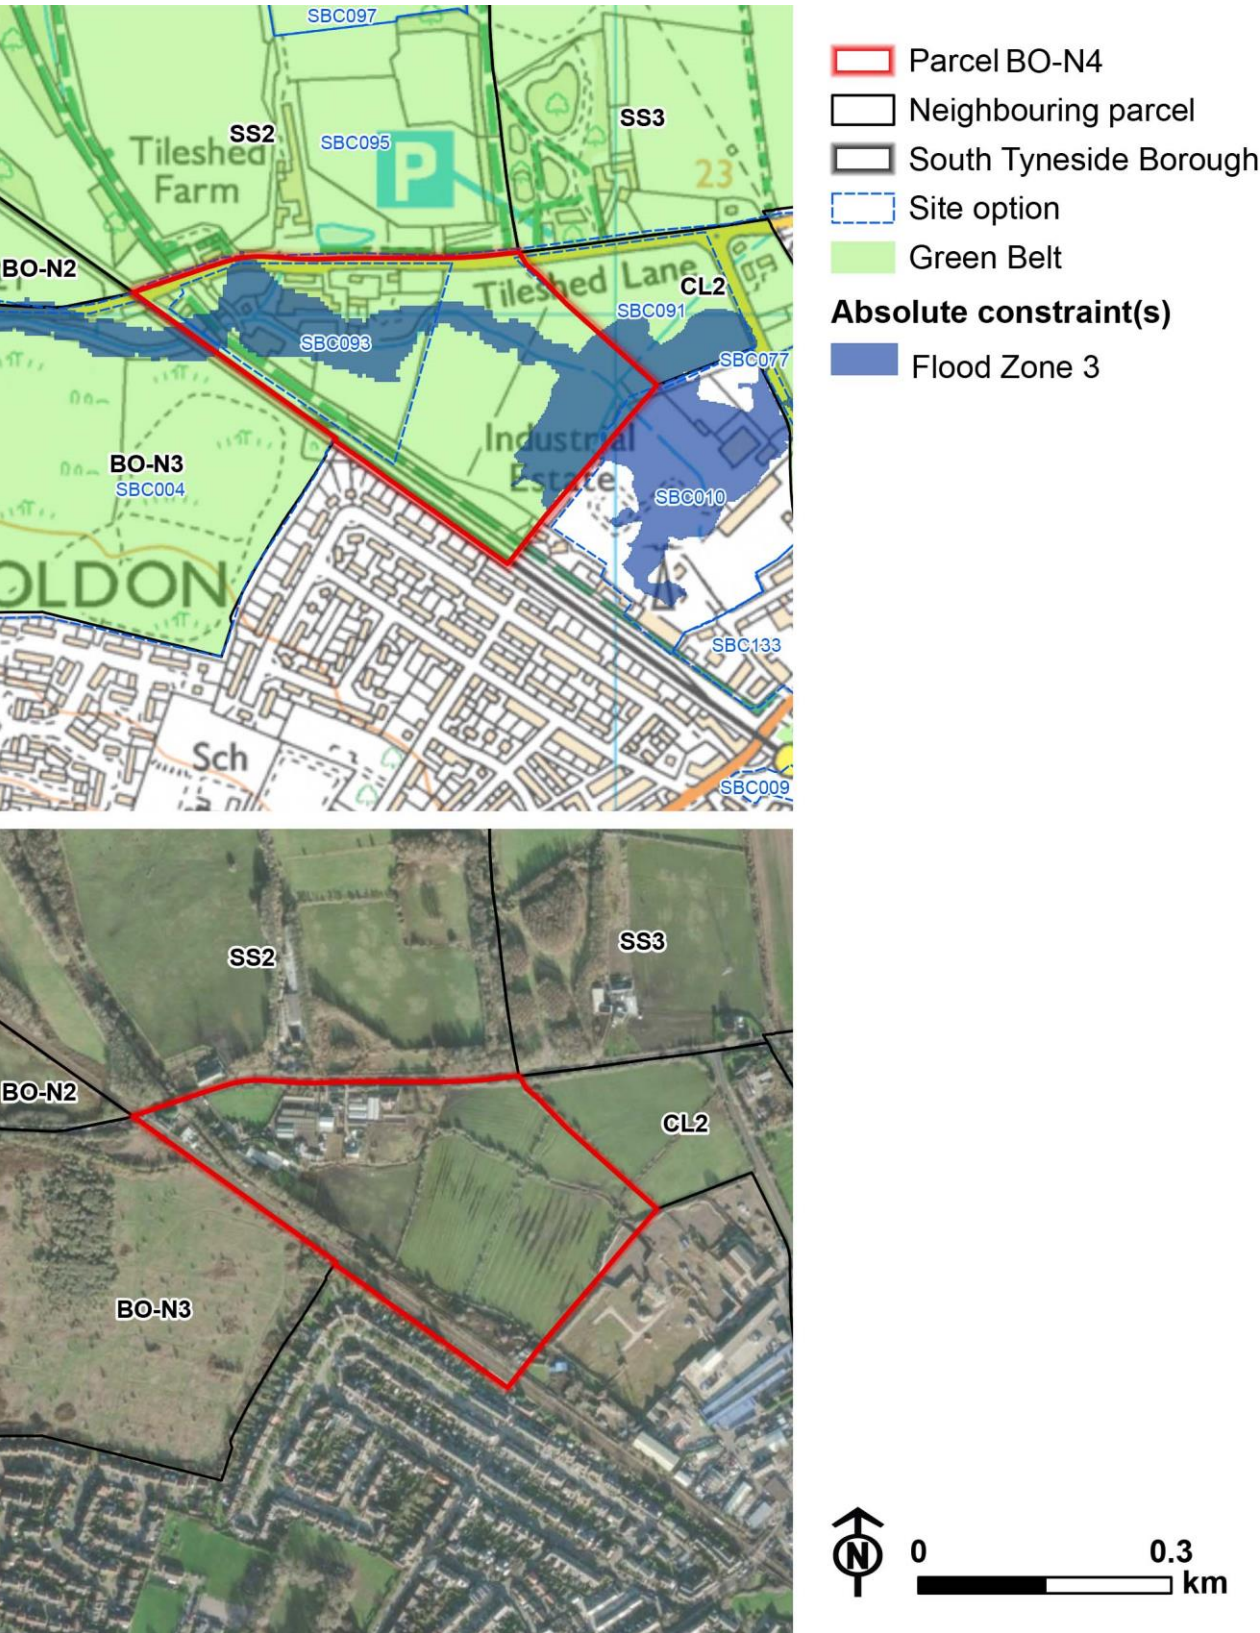 SBC097
SS2
SS3
Tileshed
Farm
SBC095
P
23
BO-N2
Tileshed Lane
CL2
SBC091
SBC093
SBC077
Industrial
Estate
BO-N3
SBC004
SBC010
OLDON
SBC133
Sch
SBC009
Parcel BO-N4
Neighbouring parcel
South Tyneside Borough
Site option
Green Belt
Absolute constraint(s)
Flood Zone 3
SS2
SS3
BO-N2
CL2
BO-N3
N
0 0.3
km